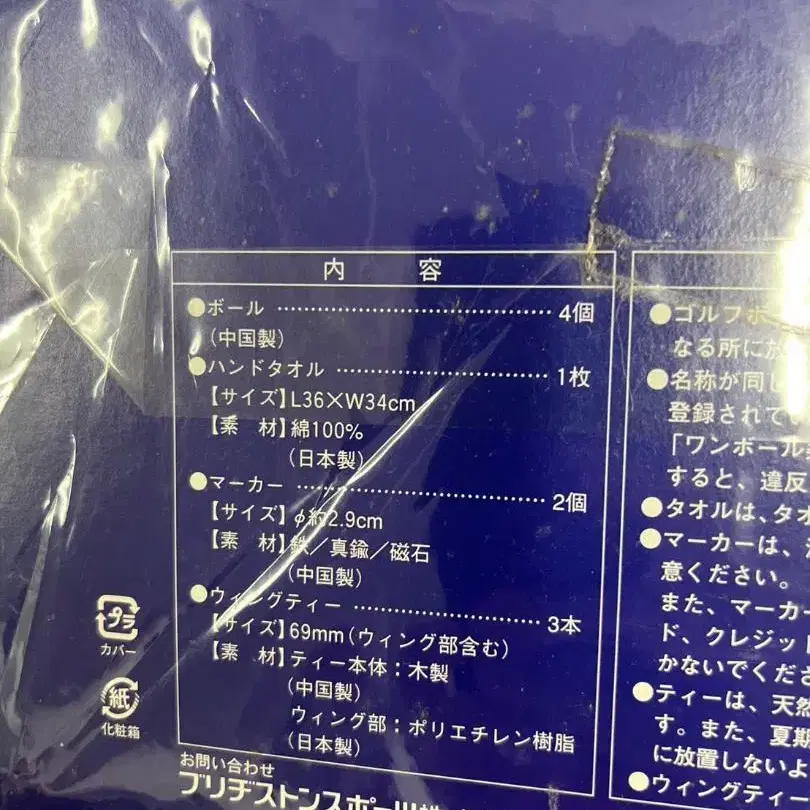 内 容
●ボール 4個
(中国製)
●ハンドタオル 1枚
【サイズ】L36×W34cm
【素 材】綿100%
(日本製)
●マーカー 2個
【サイズ】φ約2.9cm
【素 材】鉄/真鍮/磁石
(中国製)
●ウィングティー 3本
【サイズ】69mm(ウィング部含む)
【素 材】ティー本体:木製
(中国製)
ウィング部:ポリエチレン樹脂
(日本製)
プラ
カバー
紙
化粧箱
お問い合わせ
ブリヂストンスポーツ
●ゴルフボ
なる所に放
●名称が同じ
登録されてい
「ワンボール
すると、違反
●タオルは、タオ
●マーカーは、
意ください。
また、マーカ
ド、クレジット
かないでくださ
●ティーは、天然
す。また、夏期
に放置しないよ
●ウィングティー